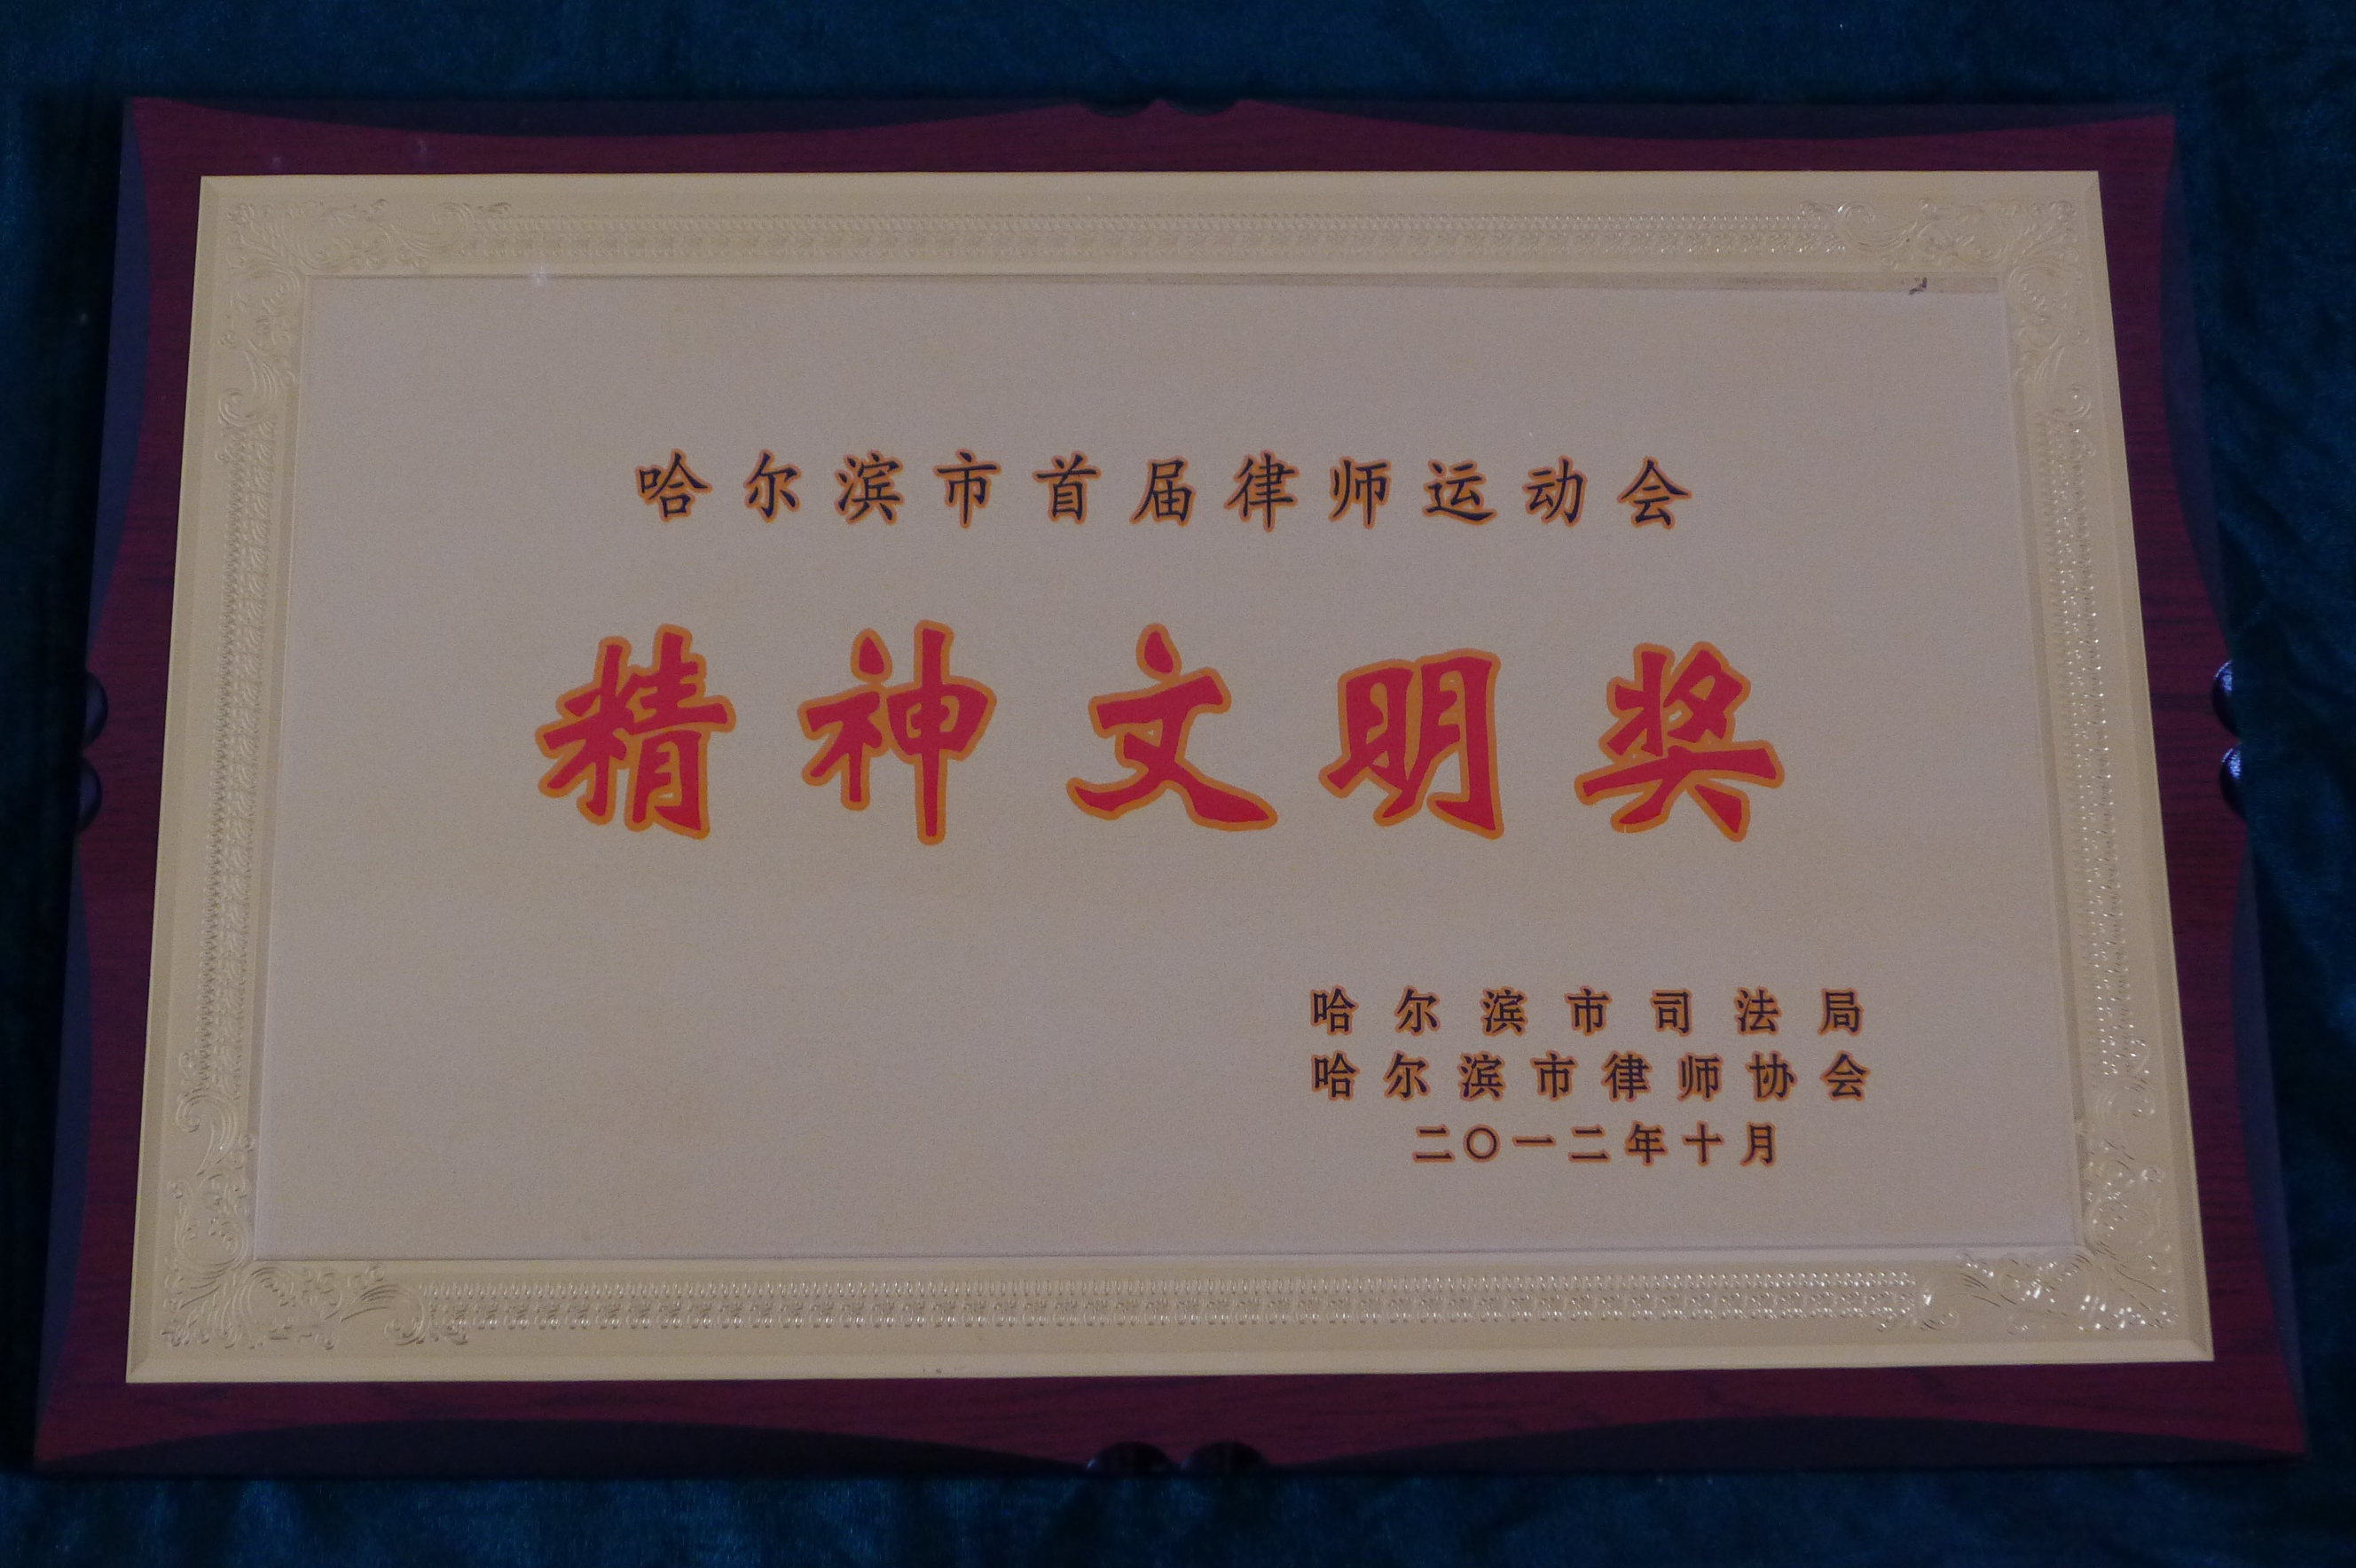 哈尔滨市首届律师运动会
精神文明奖
哈尔滨市司法局
哈尔滨市律师协会
二〇一二年十月